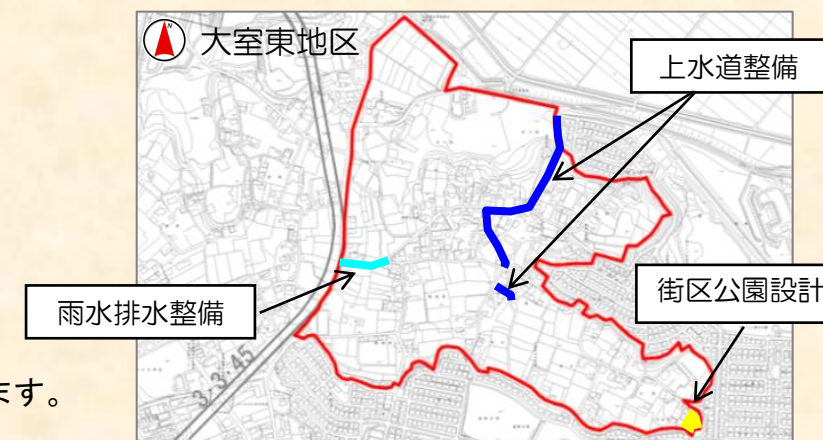 大室東地区
上水道整備
雨水排水整備
街区公園設計
3・3・45
ます。